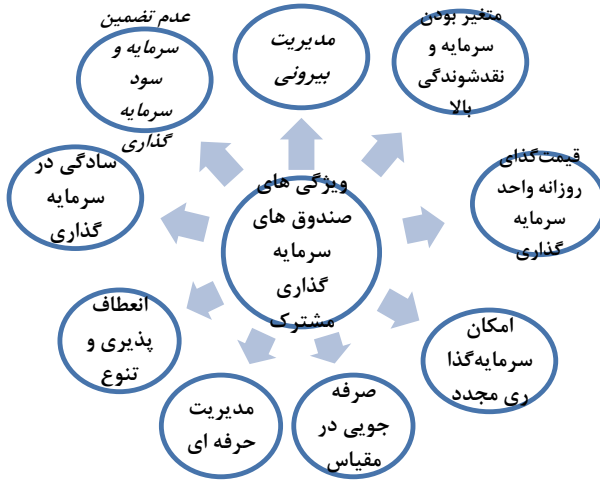 عدم تضمین
سرمایه و
سود
سرمایه
گذاری
مدیریت
بیرونی
متغیر بودن
سرمایه و
نقدشوندگی
بالا
قیمت‌گذای
روزانه واحد
سرمایه
گذاری
امکان
سرمایه‌گذا
ری مجدد
صرفه
جویی در
مقیاس
مدیریت
حرفه ای
انعطاف
پذیری و
تنوع
سادگی در
سرمایه
گذاری
ویژگی های
صندوق های
سرمایه
گذاری
مشترک